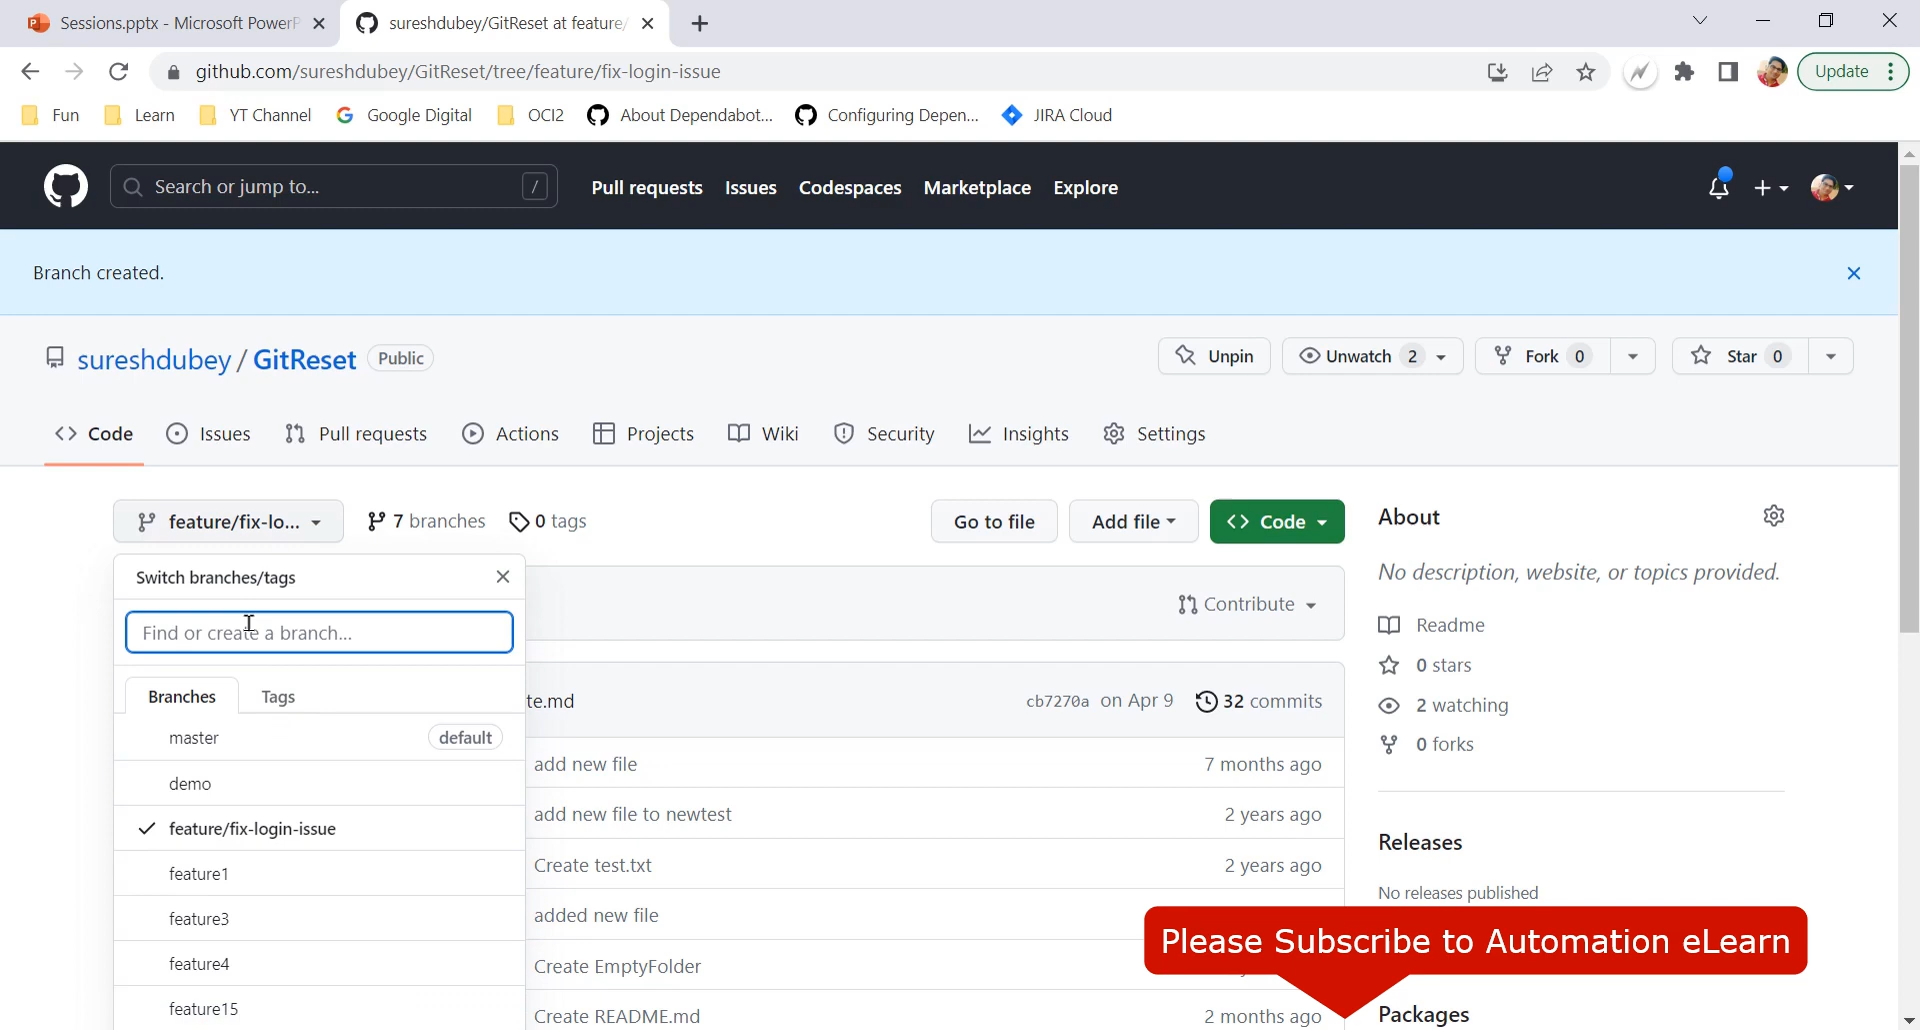 Sessions.pptx - Microsoft PowerP
sureshdubey/GitReset at feature/
github.com/sureshdubey/GitReset/tree/feature/fix-login-issue
Update
Fun
Learn
YT Channel
Google Digital
OCI2
About Dependabot...
Configuring Depen...
JIRA Cloud
Search or jump to...
/
Pull requests
Issues
Codespaces
Marketplace
Explore
Branch created.
sureshdubey / GitReset
Public
Unpin
Unwatch 2
Fork 0
Star 0
Code
Issues
Pull requests
Actions
Projects
Wiki
Security
Insights
Settings
feature/fix-lo...
7 branches
0 tags
Go to file
Add file
Code
Switch branches/tags
Find or create a branch...
Branches
Tags
master
default
demo
feature/fix-login-issue
feature1
feature3
feature4
feature15
Contribute
te.md
cb7270a on Apr 9
32 commits
add new file
7 months ago
add new file to newtest
2 years ago
Create test.txt
2 years ago
added new file
Create EmptyFolder
Create README.md
2 months ago
About
No description, website, or topics provided.
Readme
0 stars
2 watching
0 forks
Releases
No releases published
Please Subscribe to Automation eLearn
Packages